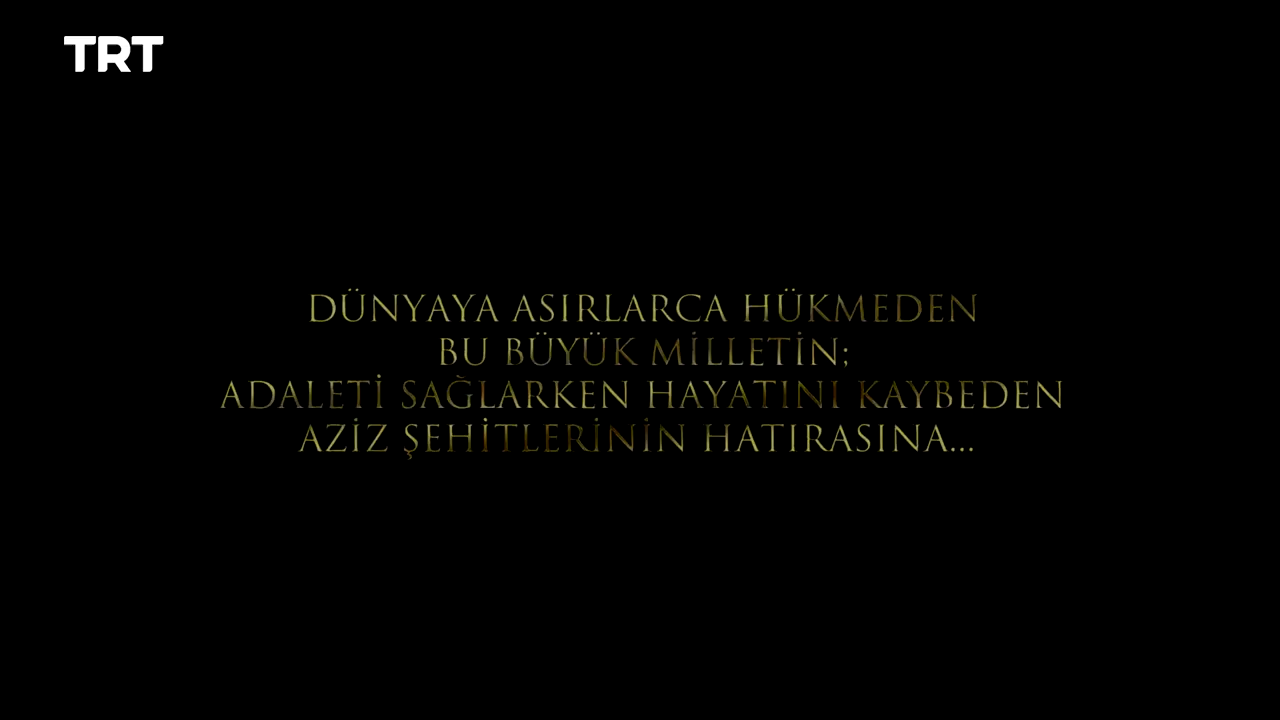 TRT
DÜNYAYA ASIRLARCA HÜKMEDEN
BU BÜYÜK MİLLETİN;
ADALETİ SAĞLARKEN HAYATINI KAYBEDEN
AZİZ ŞEHİTLERİNİN HATIRASINA...